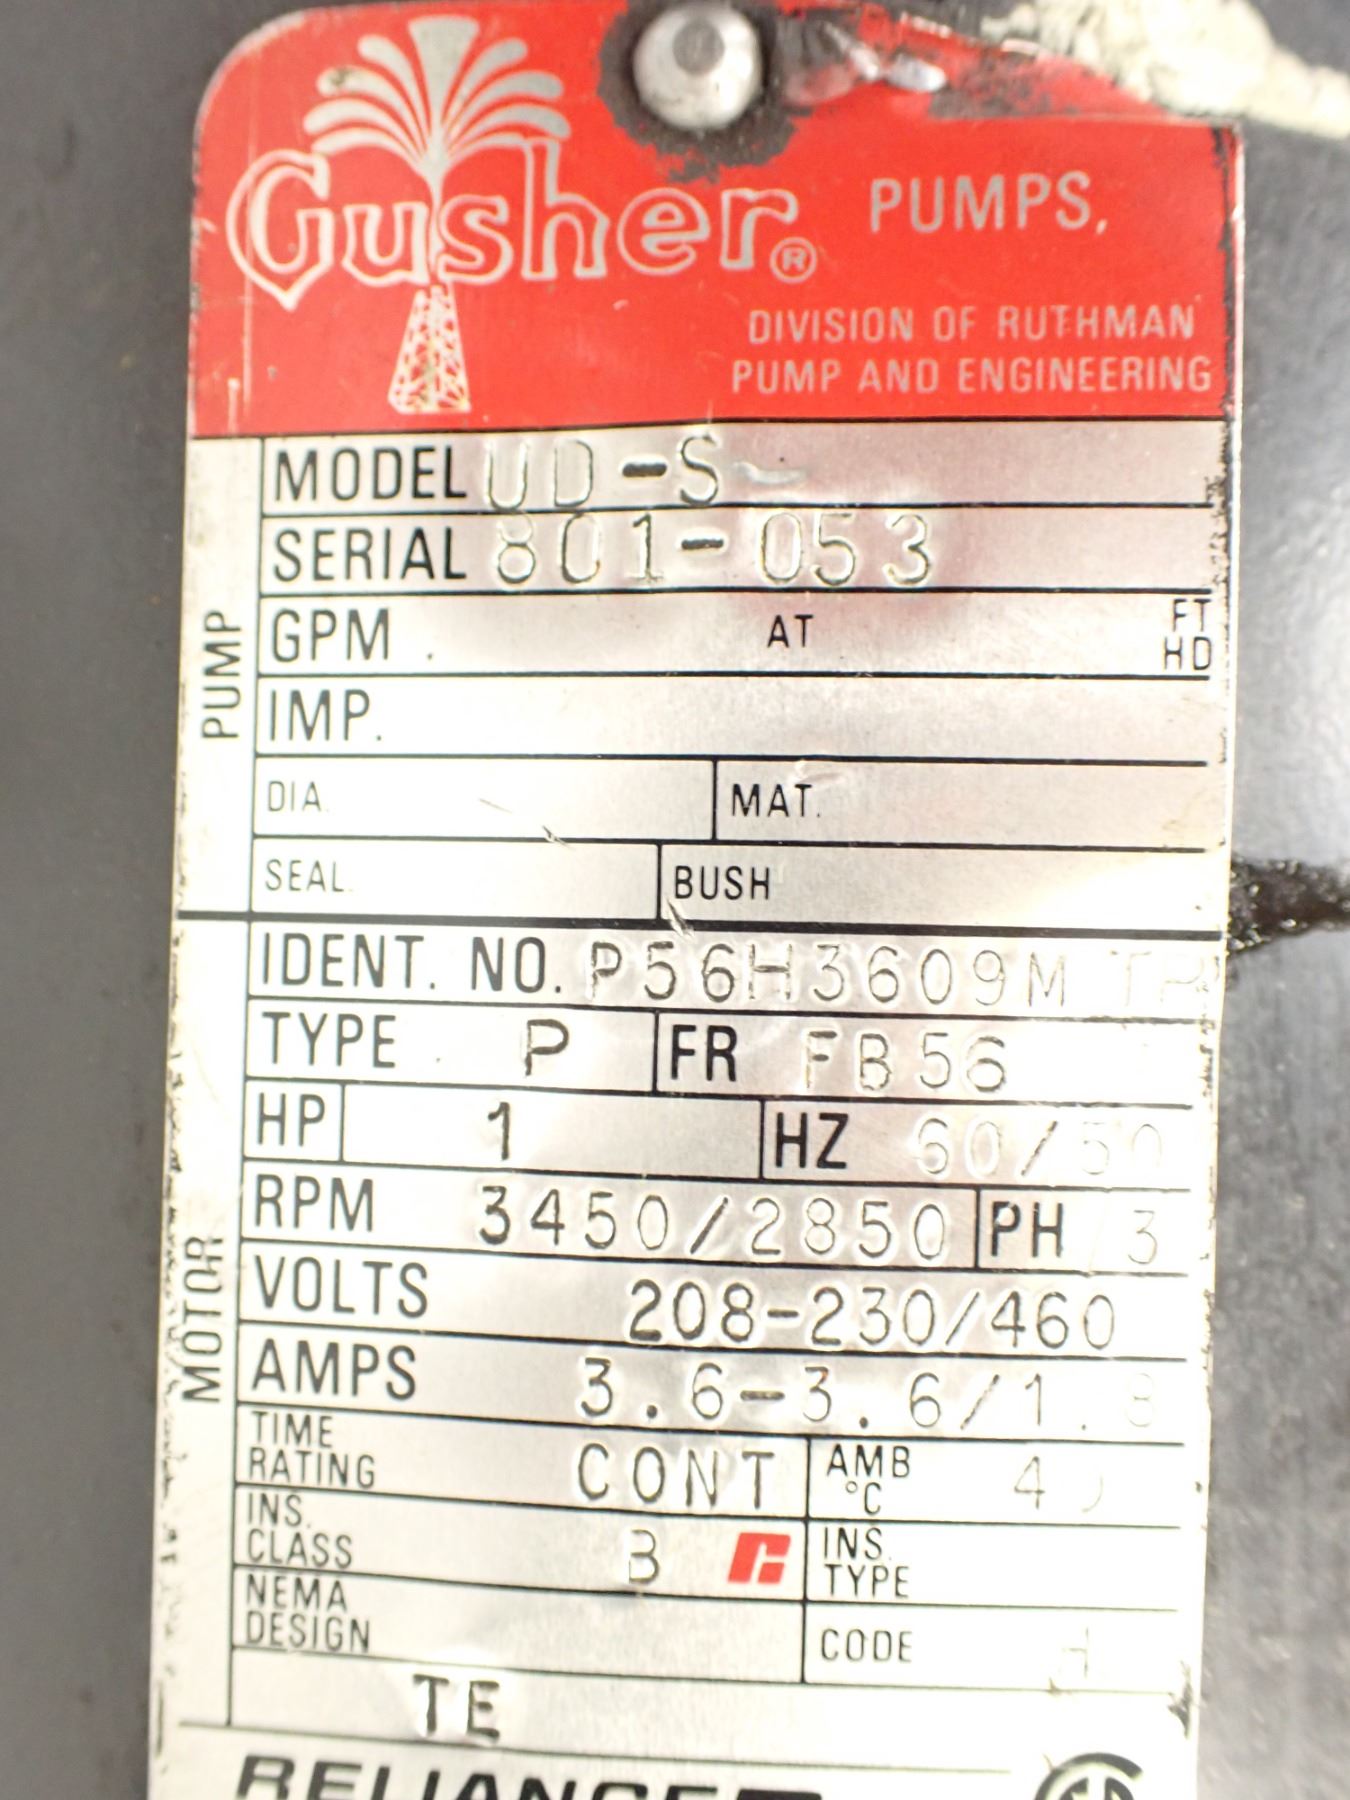 Gusher® PUMPS,
DIVISION OF RUTHMAN
PUMP AND ENGINEERING
PUMP
MODEL UD-S
SERIAL 801-053
GPM . AT FT HD
IMP.
DIA. MAT.
SEAL. BUSH
MOTOR
IDENT. NO. P56H3609M TP
TYPE . P FR FB56
HP 1 HZ 60/50
RPM 3450/2850 PH 3
VOLTS 208-230/460
AMPS 3.6-3.6/1.8
TIME RATING CONT AMB °C 40
INS. CLASS B INS. TYPE
NEMA DESIGN CODE H
TE
RELIANCE